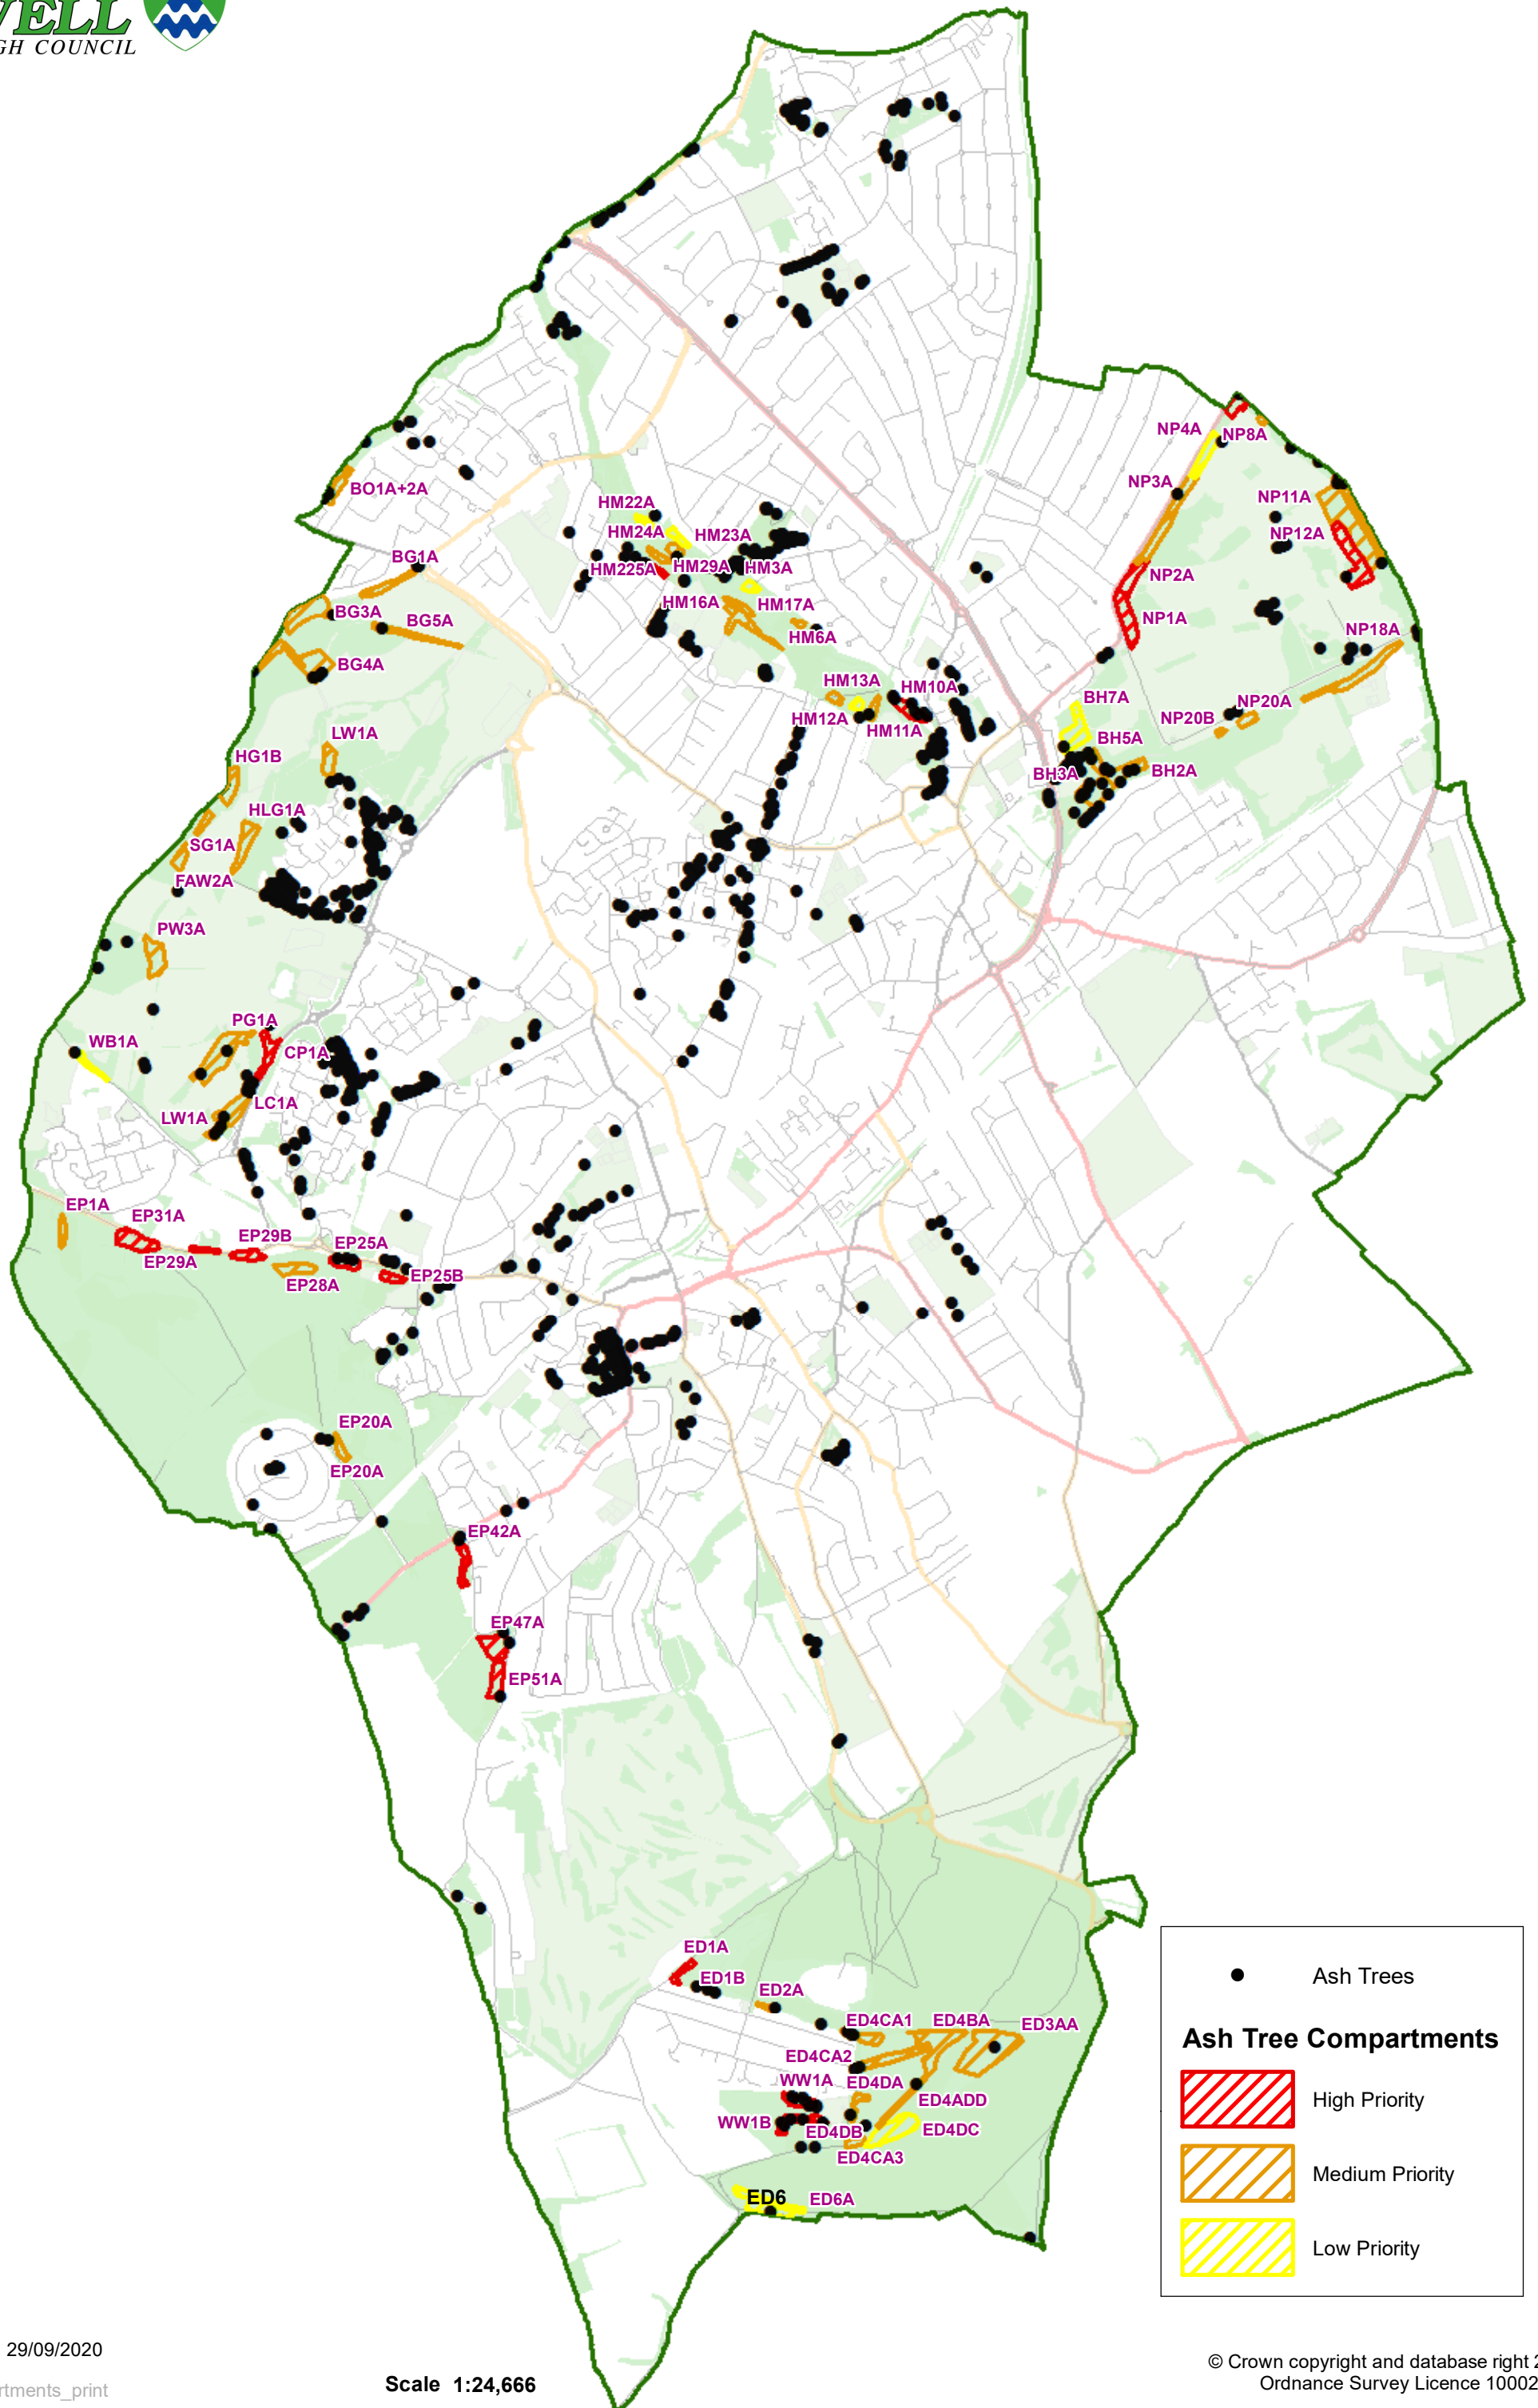 VELL
GH COUNCIL
NP4A
NP8A
NP3A
NP11A
NP12A
NP2A
NP1A
NP18A
NP20A
NP20B
BO1A+2A
HM22A
HM24A
HM23A
HM225A
HM29A
HM3A
HM16A
HM17A
HM6A
HM13A
HM10A
HM12A
HM11A
BG1A
BG3A
BG5A
BG4A
BH7A
BH5A
BH3A
BH2A
LW1A
HG1B
HLG1A
SG1A
FAW2A
PW3A
PG1A
WB1A
CP1A
LC1A
LW1A
EP1A
EP31A
EP29B
EP25A
EP29A
EP28A
EP25B
EP20A
EP20A
EP42A
EP47A
EP51A
ED1A
ED1B
ED2A
ED4CA1
ED4BA
ED3AA
ED4CA2
WW1A
ED4DA
ED4ADD
WW1B
ED4DB
ED4DC
ED4CA3
ED6
ED6A
Ash Trees
Ash Tree Compartments
High Priority
Medium Priority
Low Priority
29/09/2020
rtments_print
Scale 1:24,666
© Crown copyright and database right
Ordnance Survey Licence 10002